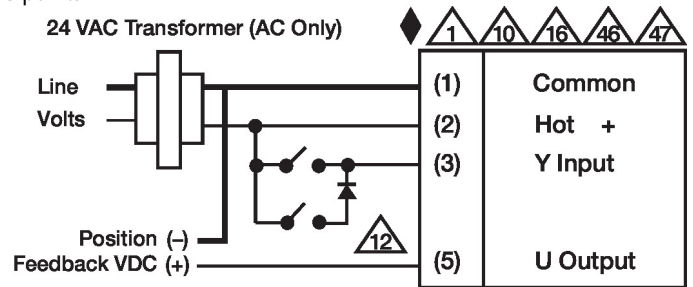 24 VAC Transformer (AC Only)
1 10 16 46 47
Line
Volts
(1) Common
(2) Hot +
(3) Y Input
12
Position (–)
Feedback VDC (+)
(5) U Output